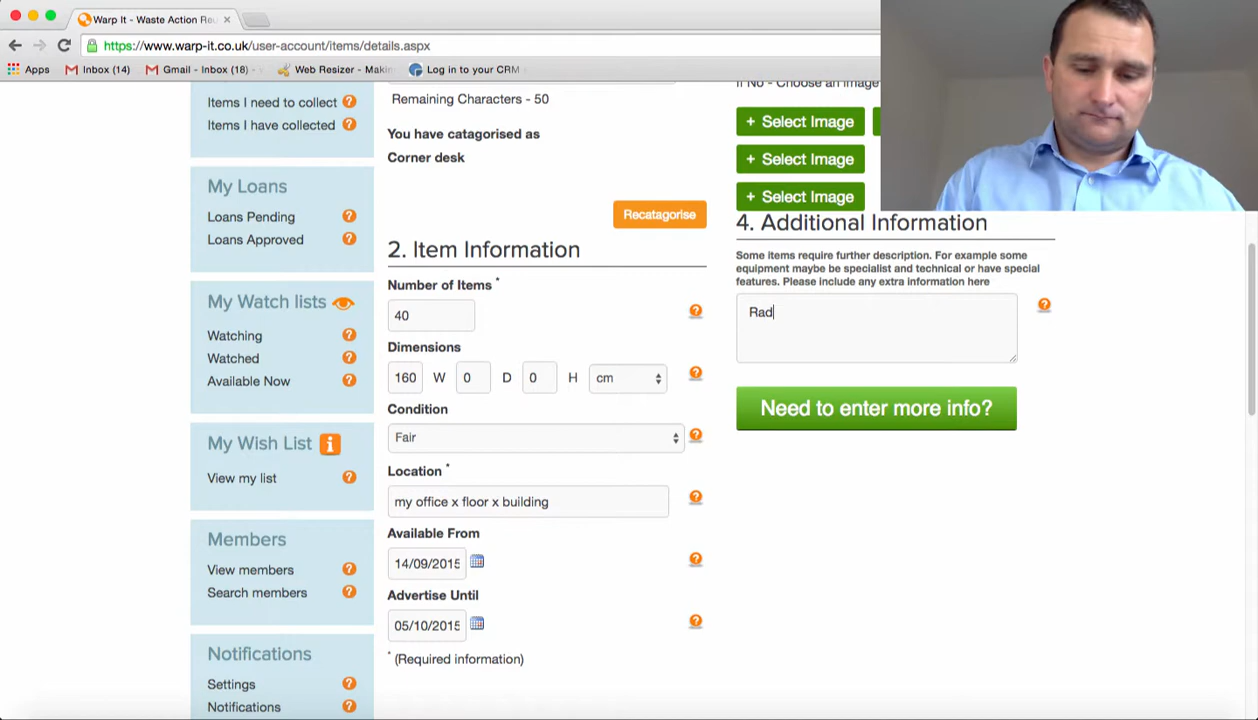 Warp It - Waste Action Reu
https://www.warp-it.co.uk/user-account/items/details.aspx
Apps
Inbox (14)
Gmail - Inbox (18) -
Web Resizer - Makin
Log in to your CRM
Items I need to collect
Items I have collected
My Loans
Loans Pending
Loans Approved
My Watch lists
Watching
Watched
Available Now
My Wish List
View my list
Members
View members
Search members
Notifications
Settings
Notifications
Remaining Characters - 50
You have catagorised as
Corner desk
Recatagorise
2. Item Information
Number of Items *
40
Dimensions
160 W 0 D 0 H cm
Condition
Fair
Location *
my office x floor x building
Available From
14/09/2015
Advertise Until
05/10/2015
* (Required information)
If No - Choose an Image
+ Select Image
+ Select Image
+ Select Image
4. Additional Information
Some items require further description. For example some
equipment maybe be specialist and technical or have special
features. Please include any extra information here
Rad
Need to enter more info?